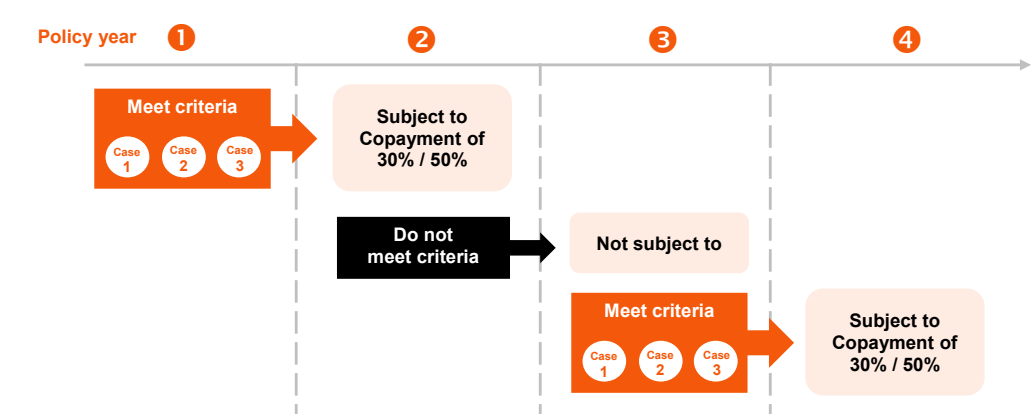 Policy year 1 2 3 4
Meet criteria
Case
1
Case
2
Case
3
Subject to
Copayment of
30% / 50%
Do not
meet criteria
Not subject to
Meet criteria
Case
1
Case
2
Case
3
Subject to
Copayment of
30% / 50%